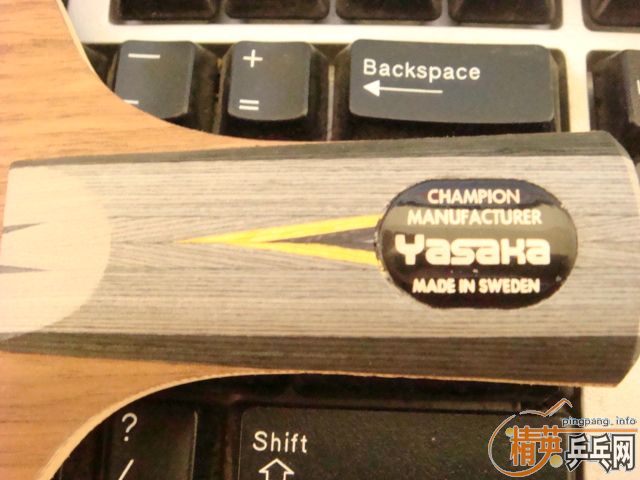 —
-
+
=
Backspace
CHAMPION
MANUFACTURER
Yasaka
MADE IN SWEDEN
?
/
Shift
pingpang.info
精英乒乓网